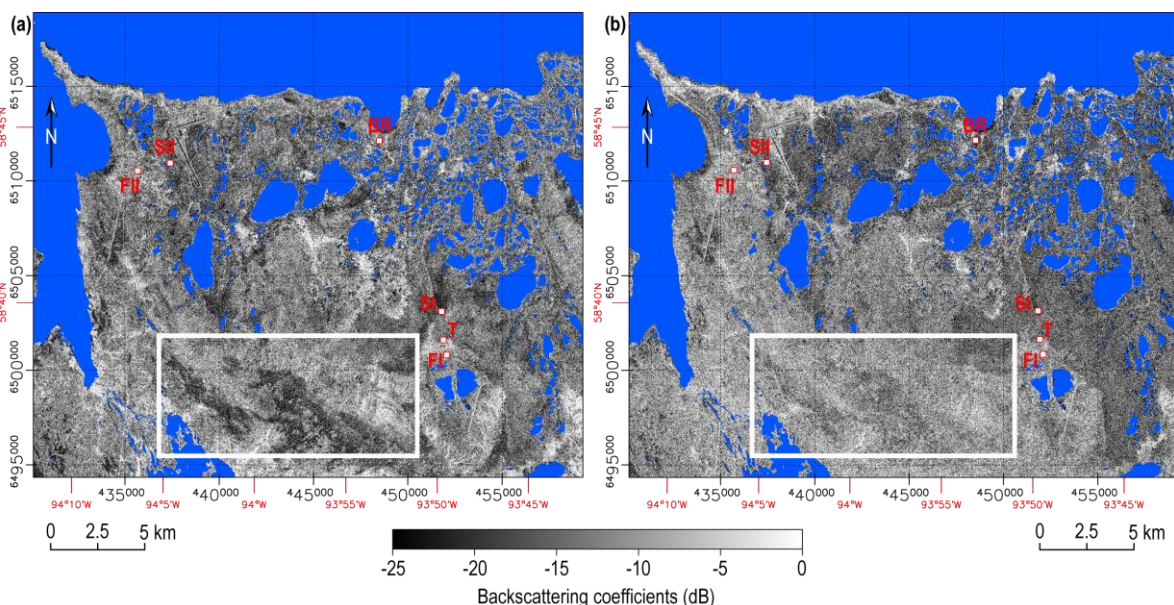 (a)
(b)
6515000
58°45'N
N
BR
SII
FII
6510000
6505000
58°40'N
SI
T
FI
6500000
6495000
435000 440000 445000 450000 455000
94°10'W 94°5'W 94°W 93°55'W 93°50'W 93°45'W
6515000
58°45'N
N
BR
SII
FII
6510000
6505000
58°40'N
SI
T
FI
6500000
6495000
435000 440000 445000 450000 455000
94°10'W 94°5'W 94°W 93°55'W 93°50'W 93°45'W
0 2.5 5 km
0 2.5 5 km
-25 -20 -15 -10 -5 0
Backscattering coefficients (dB)